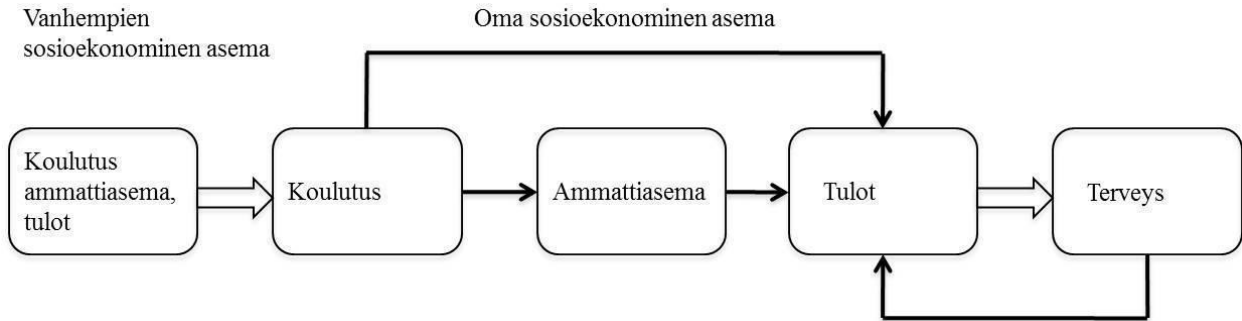 Vanhempien
sosioekonominen asema
Oma sosioekonominen asema
Koulutus
ammattiasema,
tulot
Koulutus
Ammattiasema
Tulot
Terveys